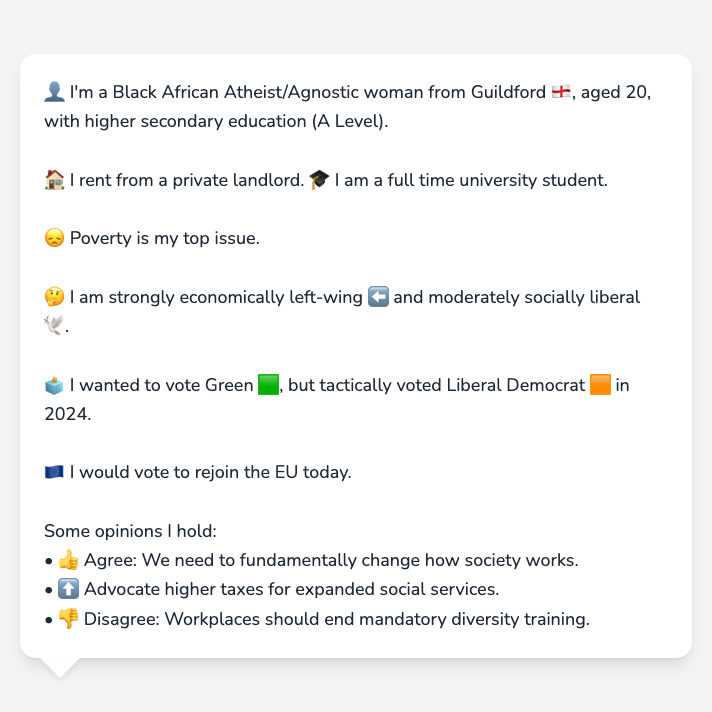 👤 I'm a Black African Atheist/Agnostic woman from Guildford 🏴󠁧󠁢󠁥󠁮󠁧󠁿, aged 20,
with higher secondary education (A Level).
🏠 I rent from a private landlord. 🎓 I am a full time university student.
😞 Poverty is my top issue.
🤔 I am strongly economically left-wing ⬅️ and moderately socially liberal
🕊️.
🗳️ I wanted to vote Green 🟩, but tactically voted Liberal Democrat 🟧 in
2024.
🇪🇺 I would vote to rejoin the EU today.
Some opinions I hold:
• 👍 Agree: We need to fundamentally change how society works.
• ⬆️ Advocate higher taxes for expanded social services.
• 👎 Disagree: Workplaces should end mandatory diversity training.